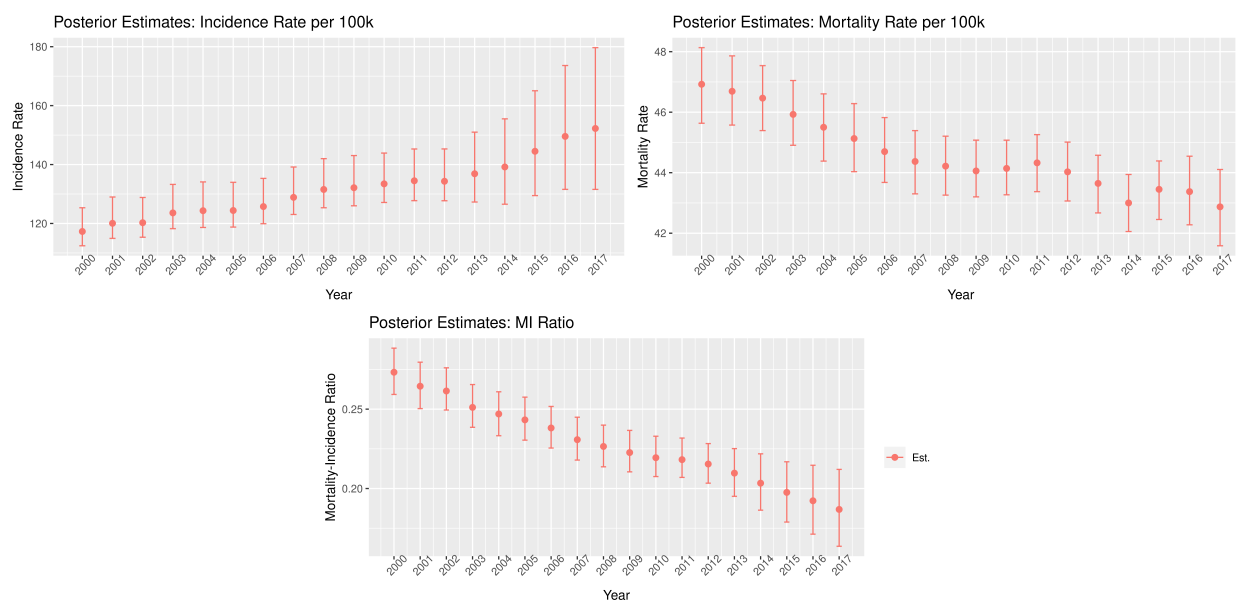 Posterior Estimates: Incidence Rate per 100k
Incidence Rate
180
160
140
120
2000 2001 2002 2003 2004 2005 2006 2007 2008 2009 2010 2011 2012 2013 2014 2015 2016 2017
Year
Posterior Estimates: Mortality Rate per 100k
Mortality Rate
48
46
44
42
2000 2001 2002 2003 2004 2005 2006 2007 2008 2009 2010 2011 2012 2013 2014 2015 2016 2017
Year
Posterior Estimates: MI Ratio
Mortality-Incidence Ratio
0.25
0.20
2000 2001 2002 2003 2004 2005 2006 2007 2008 2009 2010 2011 2012 2013 2014 2015 2016 2017
Year
Est.